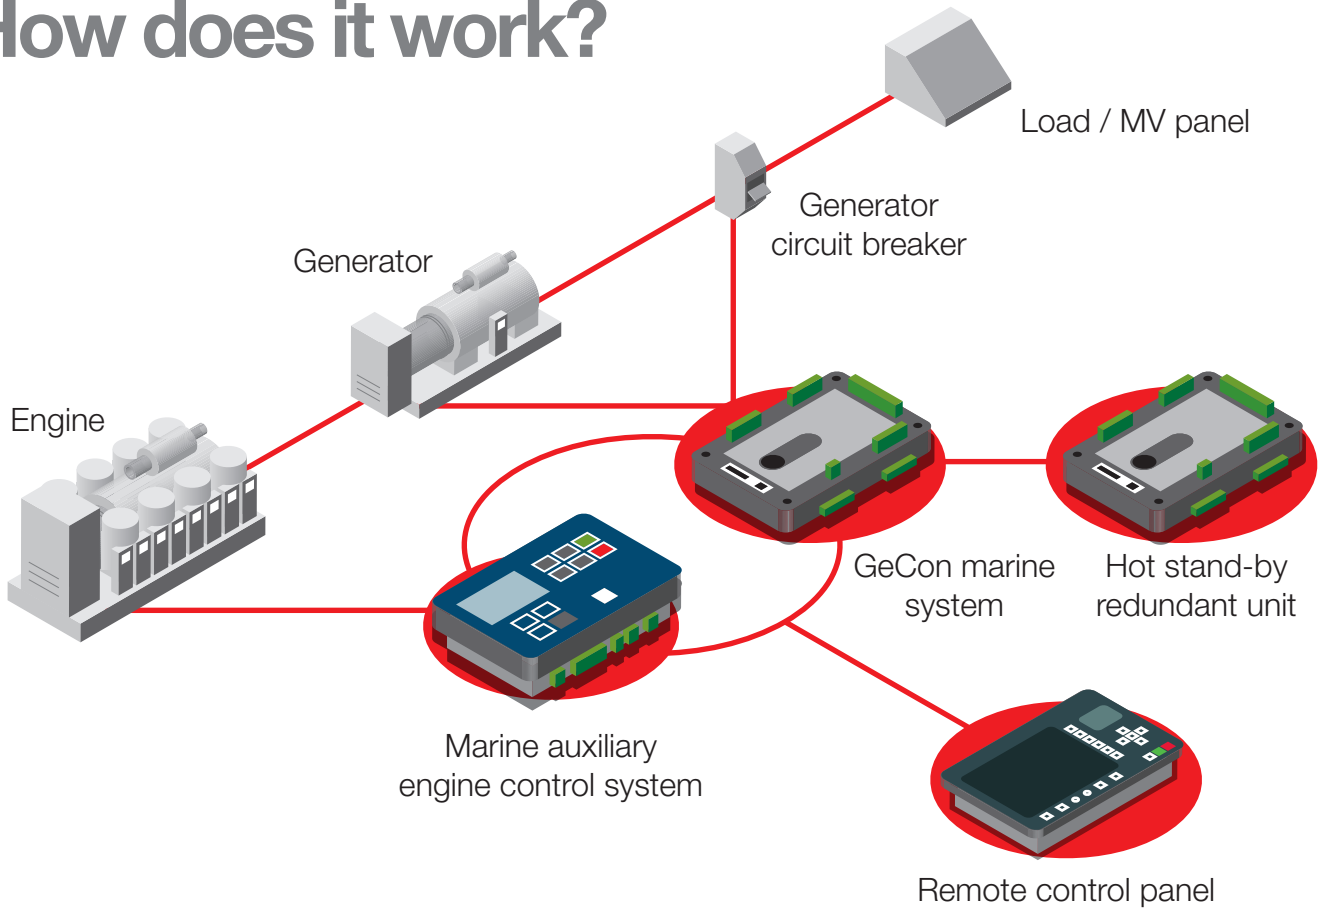 How does it work?
Load / MV panel
Generator
circuit breaker
Generator
Engine
GeCon marine
system
Hot stand-by
redundant unit
Marine auxiliary
engine control system
Remote control panel